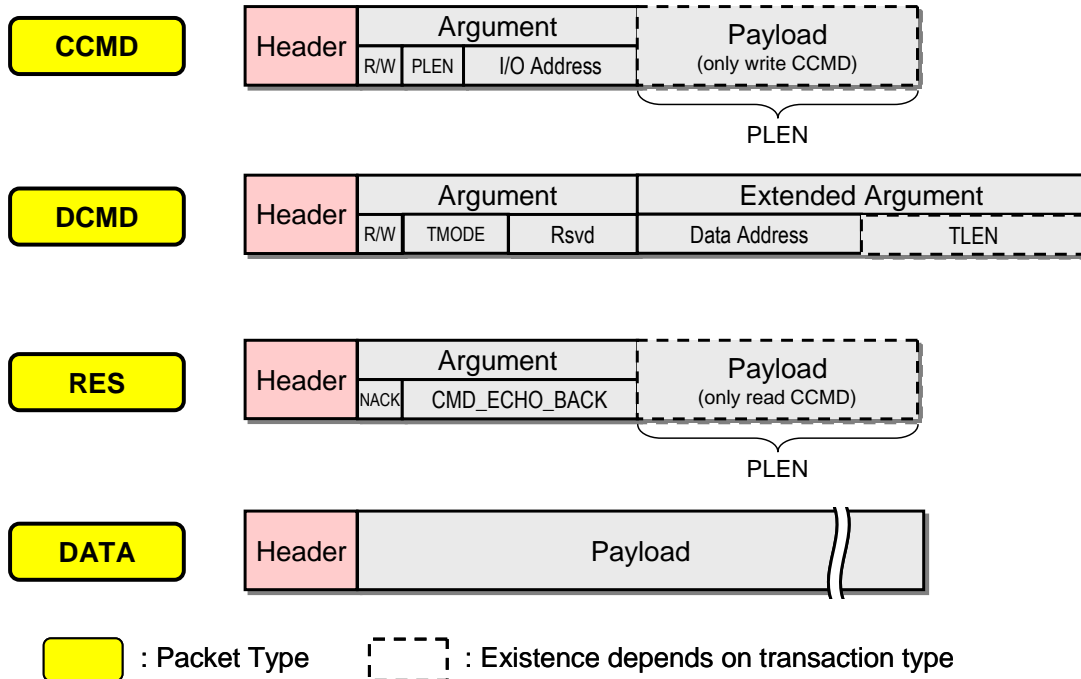 CCMD
Header
Argument
R/W PLEN I/O Address
Payload
(only write CCMD)
PLEN
DCMD
Header
Argument
R/W TMODE Rsvd
Extended Argument
Data Address TLEN
RES
Header
Argument
NACK CMD_ECHO_BACK
Payload
(only read CCMD)
PLEN
DATA
Header
Payload
: Packet Type
: Existence depends on transaction type